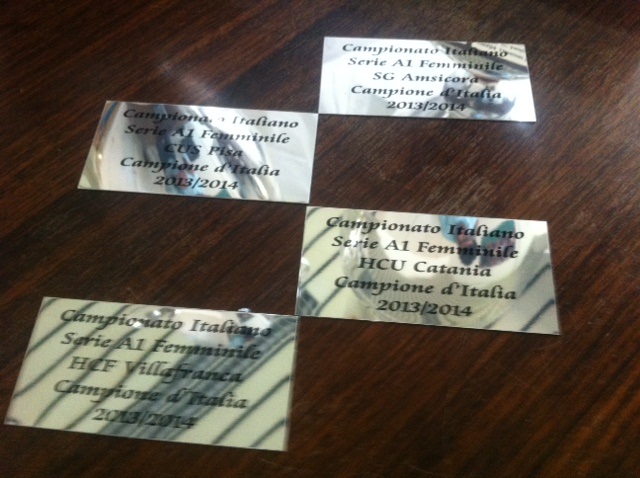 Campionato Italiano
Serie A1 Femminile
SG Amsicora
Campione d'Italia
2013/2014
Campionato Italiano
Serie A1 Femminile
CUS Pisa
Campione d'Italia
2013/2014
Campionato Italiano
Serie A1 Femminile
HCU Catania
Campione d'Italia
2013/2014
Campionato Italiano
Serie A1 Femminile
HCF Villafranca
Campione d'Italia
2013/2014